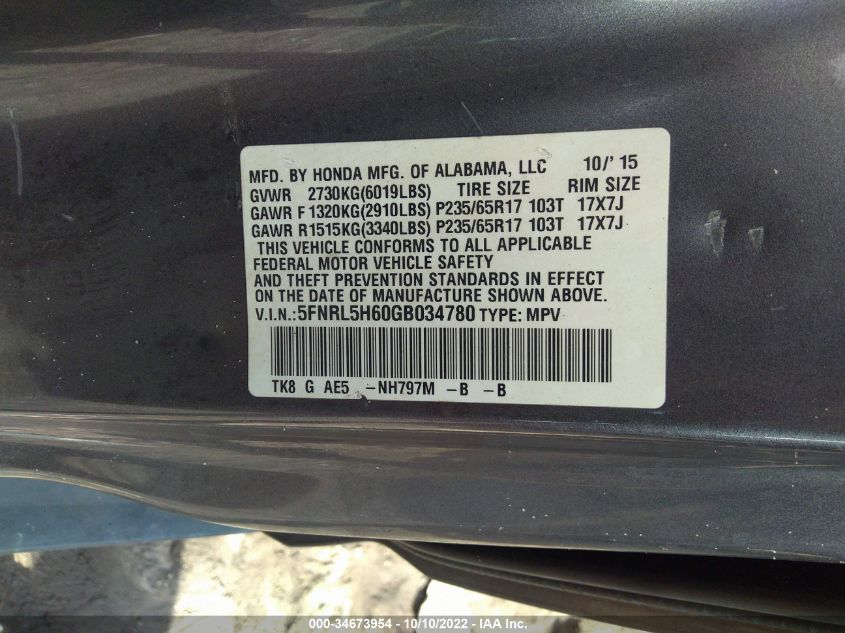 MFD. BY HONDA MFG. OF ALABAMA, LLC 10/'15
GVWR 2730KG(6019LBS) TIRE SIZE RIM SIZE
GAWR F 1320KG(2910LBS) P235/65R17 103T 17X7J
GAWR R1515KG(3340LBS) P235/65R17 103T 17X7J
THIS VEHICLE CONFORMS TO ALL APPLICABLE
FEDERAL MOTOR VEHICLE SAFETY
AND THEFT PREVENTION STANDARDS IN EFFECT
ON THE DATE OF MANUFACTURE SHOWN ABOVE.
V.I.N.:5FNRL5H60GB034780 TYPE: MPV
TK8 G AE5 -NH797M -B -B
000-34673954 - 10/10/2022 - IAA Inc.